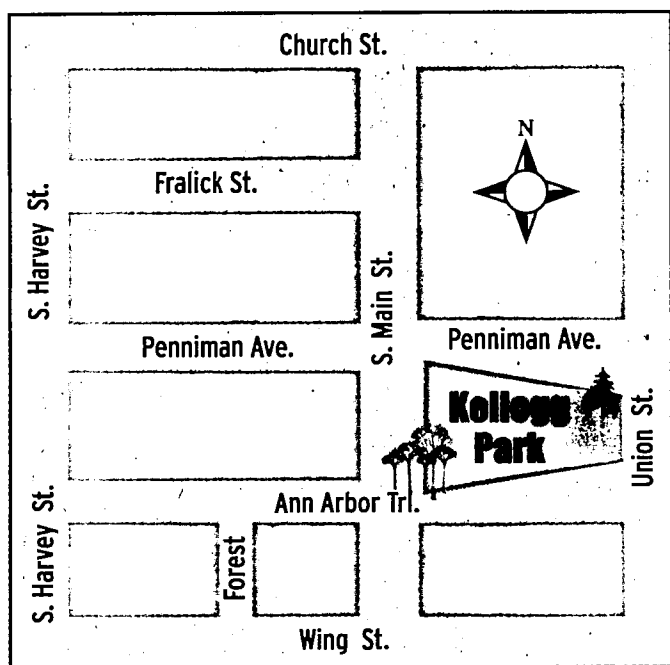 Church St.
N
Fralick St.
S. Harvey St.
S. Main St.
Penniman Ave.
Penniman Ave.
Kellogg
Park
Union St.
Ann Arbor Trl.
S. Harvey St.
Forest
Wing St.